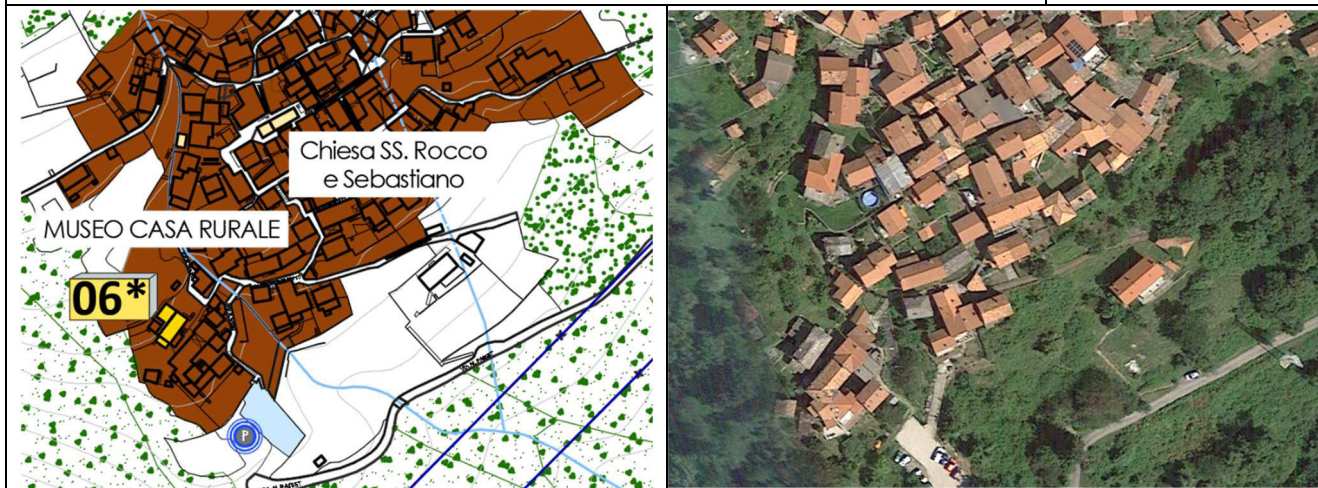 Chiesa SS. Rocco
e Sebastiano
MUSEO CASA RURALE
06*
P